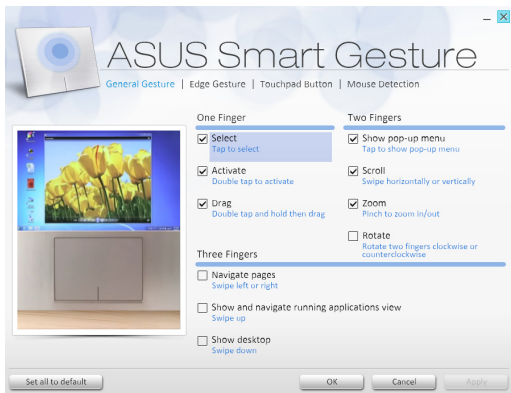 ASUS Smart Gesture
General Gesture | Edge Gesture | Touchpad Button | Mouse Detection
One Finger
Select
Tap to select
Activate
Double tap to activate
Drag
Double tap and hold then drag
Two Fingers
Show pop-up menu
Tap to show pop-up menu
Scroll
Swipe horizontally or vertically
Zoom
Pinch to zoom in/out
Rotate
Rotate two fingers clockwise or
counterclockwise
Three Fingers
Navigate pages
Swipe left or right
Show and navigate running applications view
Swipe up
Show desktop
Swipe down
Set all to default
OK
Cancel
Apply